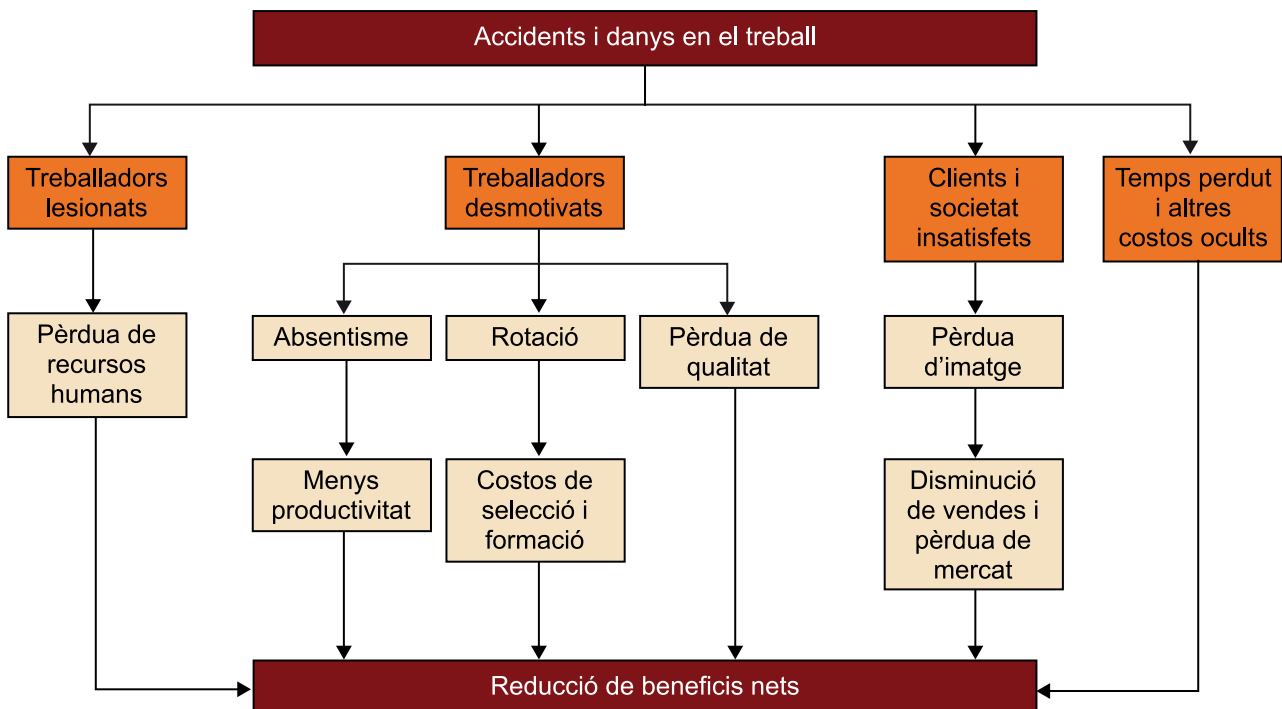 Accidents i danys en el treball
Treballadors
lesionats
Treballadors
desmotivats
Clients i
societat
insatisfets
Temps perdut
i altres
costos ocults
Pèrdua de
recursos
humans
Absentisme
Rotació
Pèrdua de
qualitat
Pèrdua
d’imatge
Menys
productivitat
Costos de
selecció i
formació
Disminució
de vendes i
pèrdua de
mercat
Reducció de beneficis nets